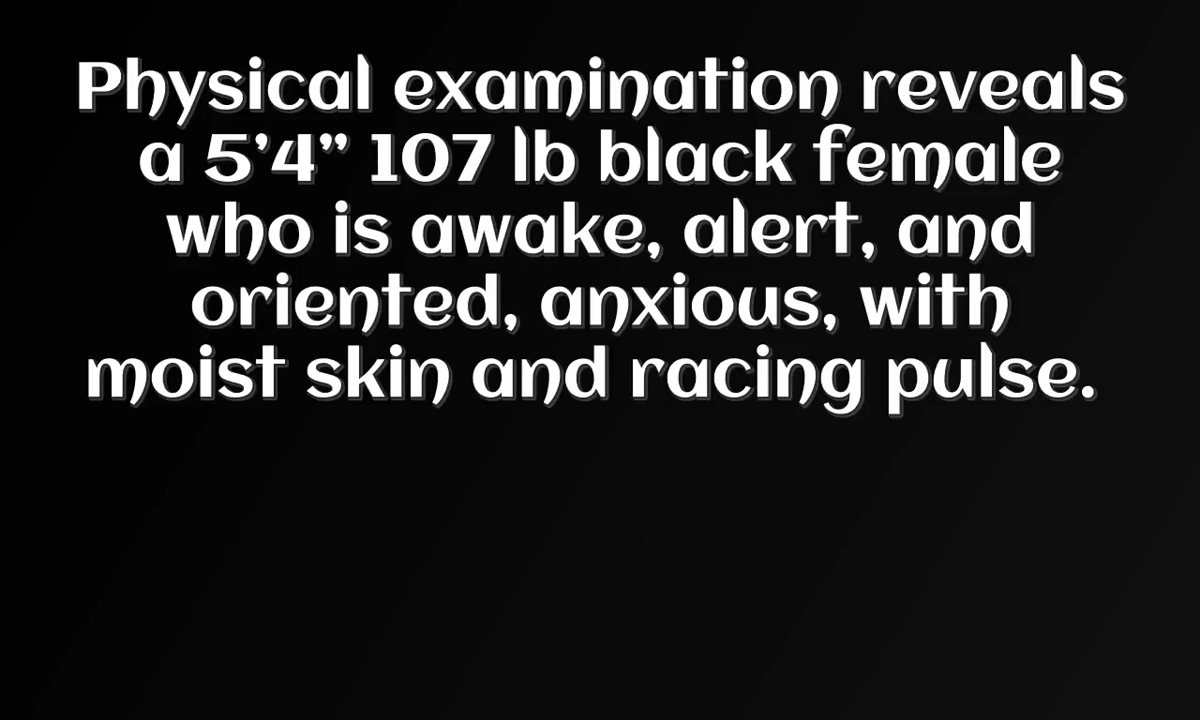 Physical examination reveals
a 5’4” 107 lb black female
who is awake, alert, and
oriented, anxious, with
moist skin and racing pulse.